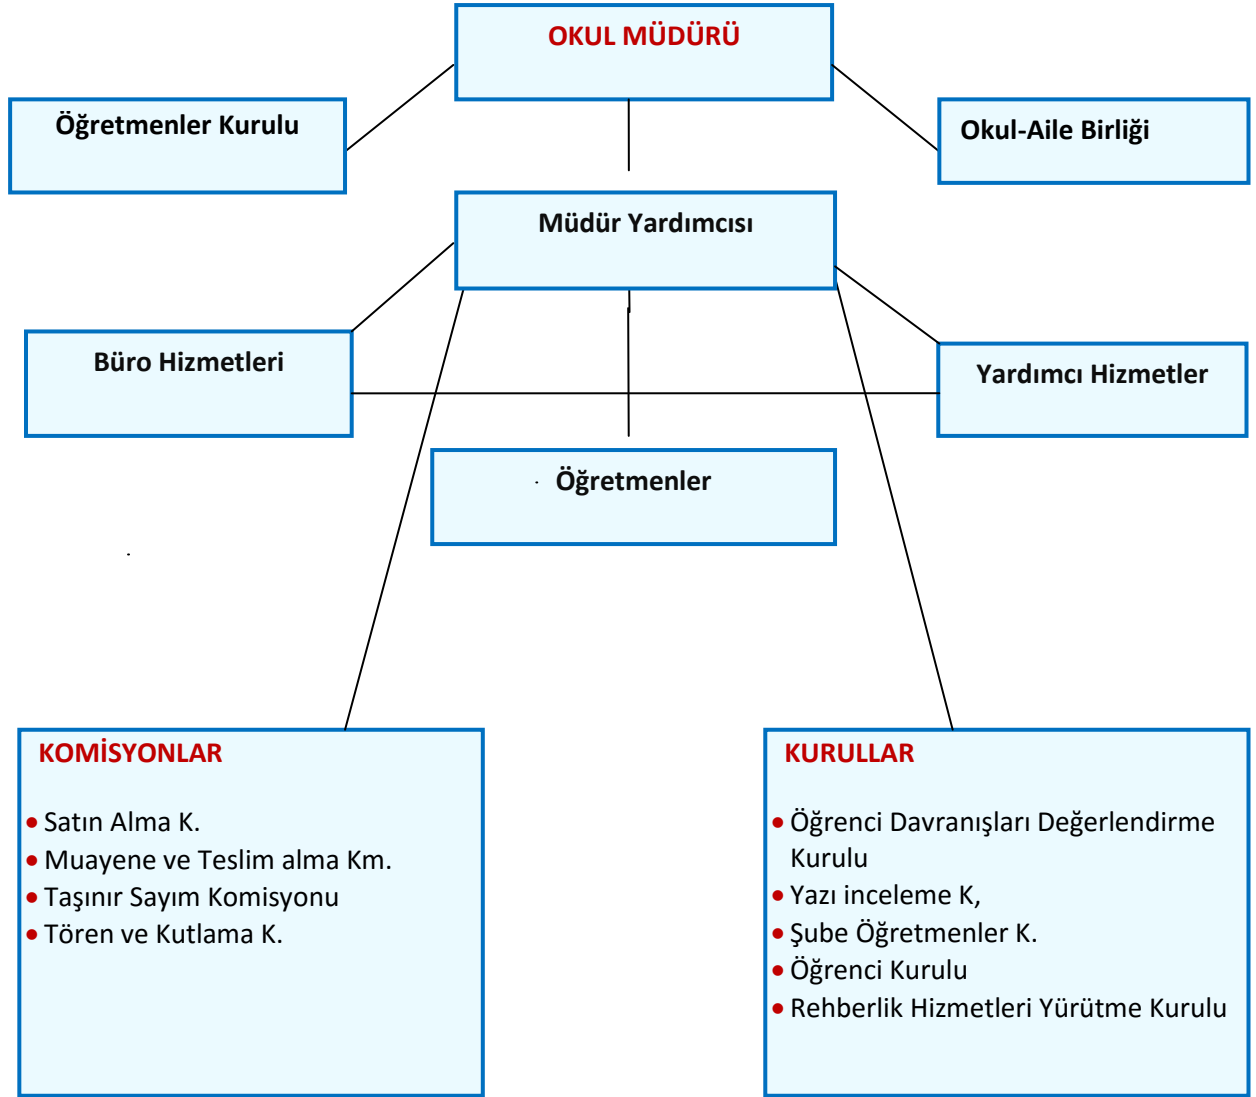 OKUL MÜDÜRÜ
Öğretmenler Kurulu
Okul-Aile Birliği
Müdür Yardımcısı
Büro Hizmetleri
Yardımcı Hizmetler
Öğretmenler
KOMİSYONLAR
• Satın Alma K.
• Muayene ve Teslim alma Km.
• Taşınır Sayım Komisyonu
• Tören ve Kutlama K.
KURULLAR
• Öğrenci Davranışları Değerlendirme
Kurulu
• Yazı inceleme K,
• Şube Öğretmenler K.
• Öğrenci Kurulu
• Rehberlik Hizmetleri Yürütme Kurulu